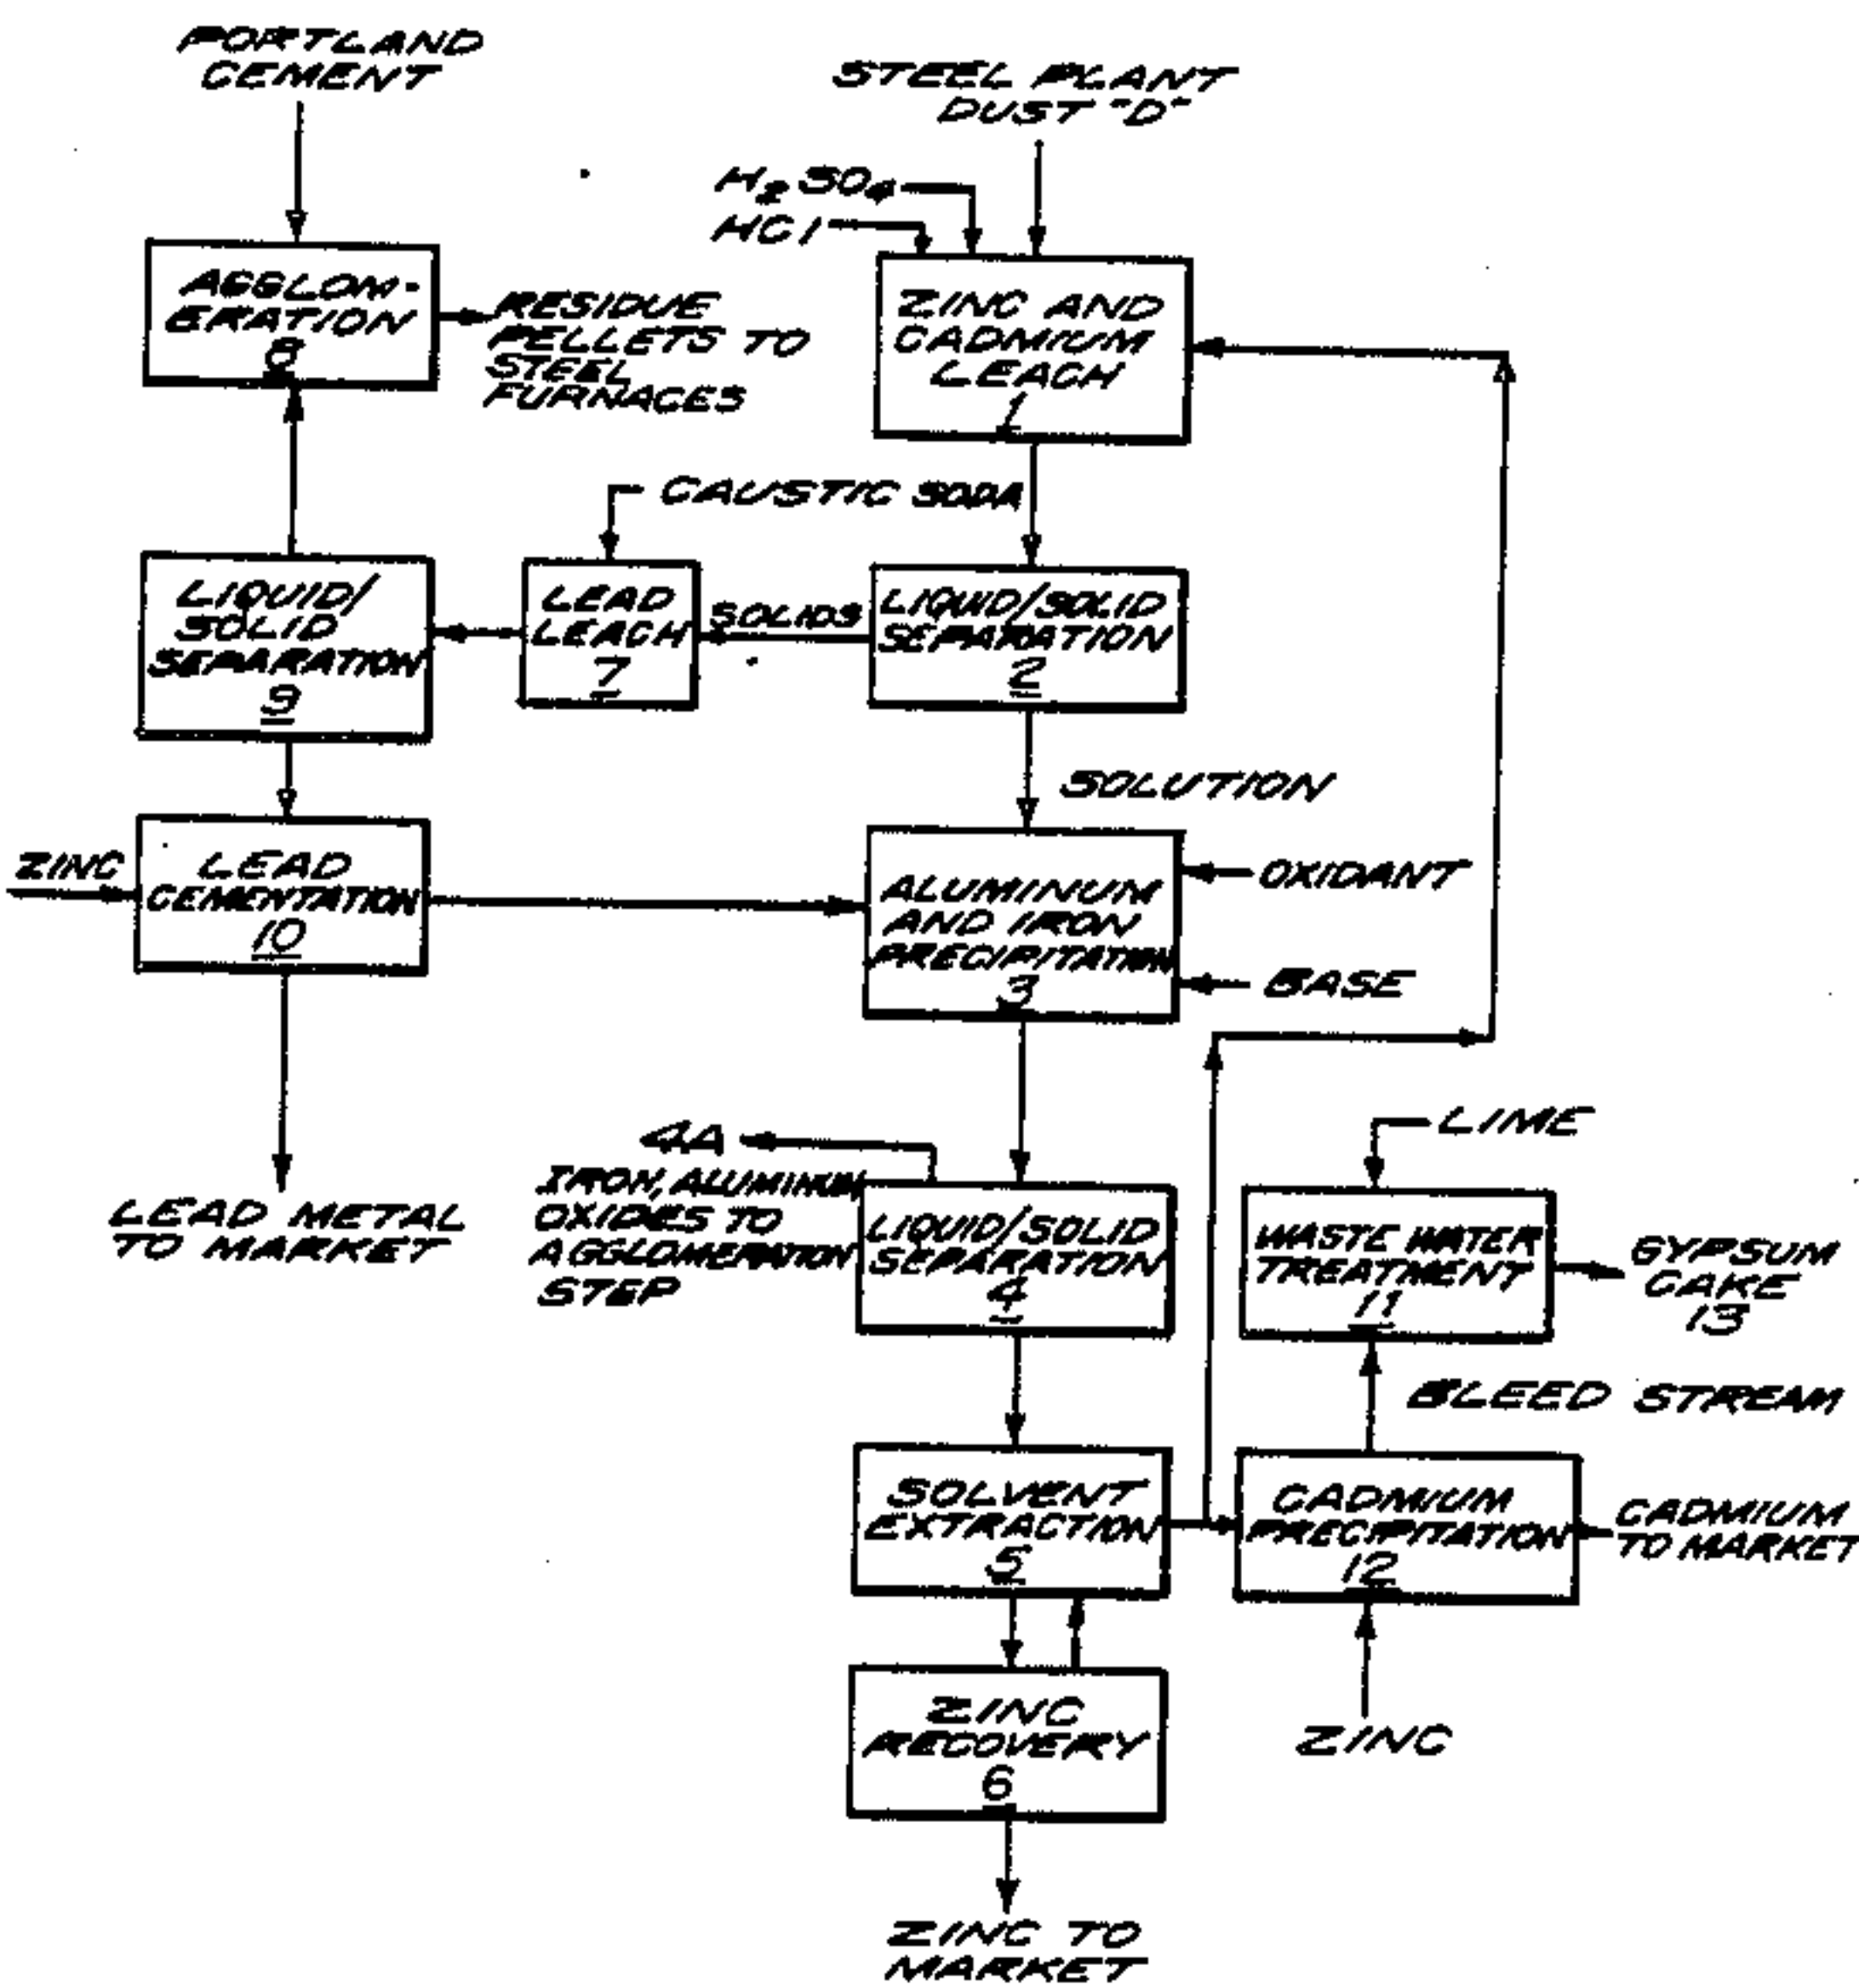 PORTLAND
CEMENT
STEEL PLANT
DUST "D"
H2SO4
HCl
AGGLOM-
ERATION
8
RESIDUE
PELLETS TO
STEEL
FURNACES
ZINC AND
CADMIUM
LEACH
1
CAUSTIC SODA
LIQUID/
SOLID
SEPARATION
9
LEAD
LEACH
7
SOLIDS
LIQUID/SOLID
SEPARATION
2
SOLUTION
ZINC
LEAD
CEMENTATION
10
ALUMINUM
AND IRON
PRECIPITATION
3
OXIDANT
BASE
LEAD METAL
TO MARKET
4A
IRON, ALUMINUM
OXIDES TO
AGGLOMERATION
STEP
LIQUID/SOLID
SEPARATION
4
LIME
WASTE WATER
TREATMENT
11
GYPSUM
CAKE
13
BLEED STREAM
SOLVENT
EXTRACTION
5
CADMIUM
PRECIPITATION
12
CADMIUM
TO MARKET
ZINC
RECOVERY
6
ZINC
ZINC TO
MARKET